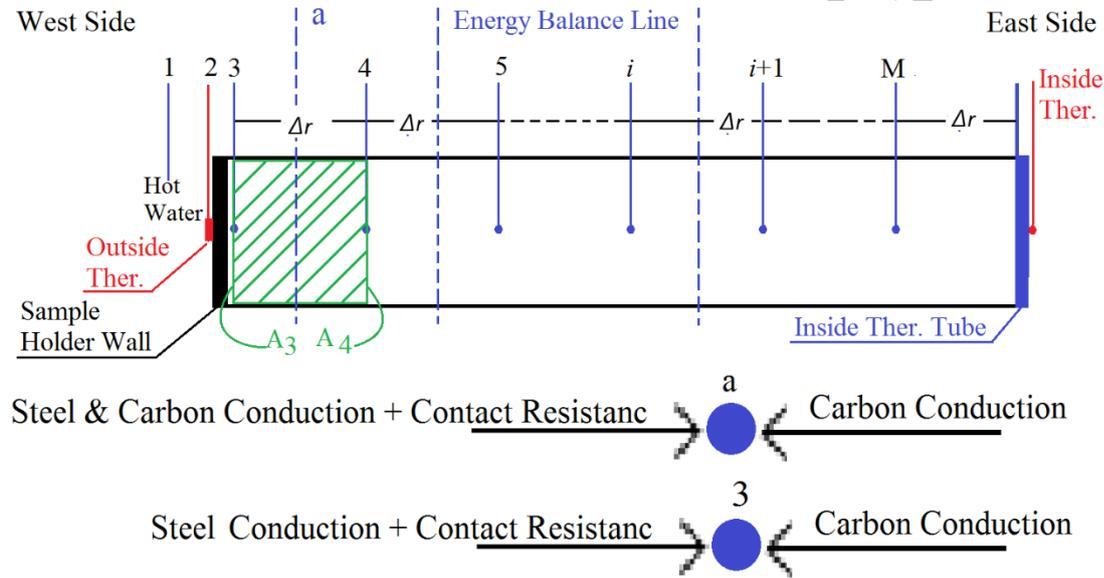 West Side
a
Energy Balance Line
East Side
1
2
3
4
5
i
i+1
M
Inside
Ther.
Δr
Δr
Δr
Δr
Hot
Water
Outside
Ther.
Sample
Holder Wall
A3 A4
Inside Ther. Tube
a
Steel & Carbon Conduction + Contact Resistanc
Carbon Conduction
3
Steel Conduction + Contact Resistanc
Carbon Conduction